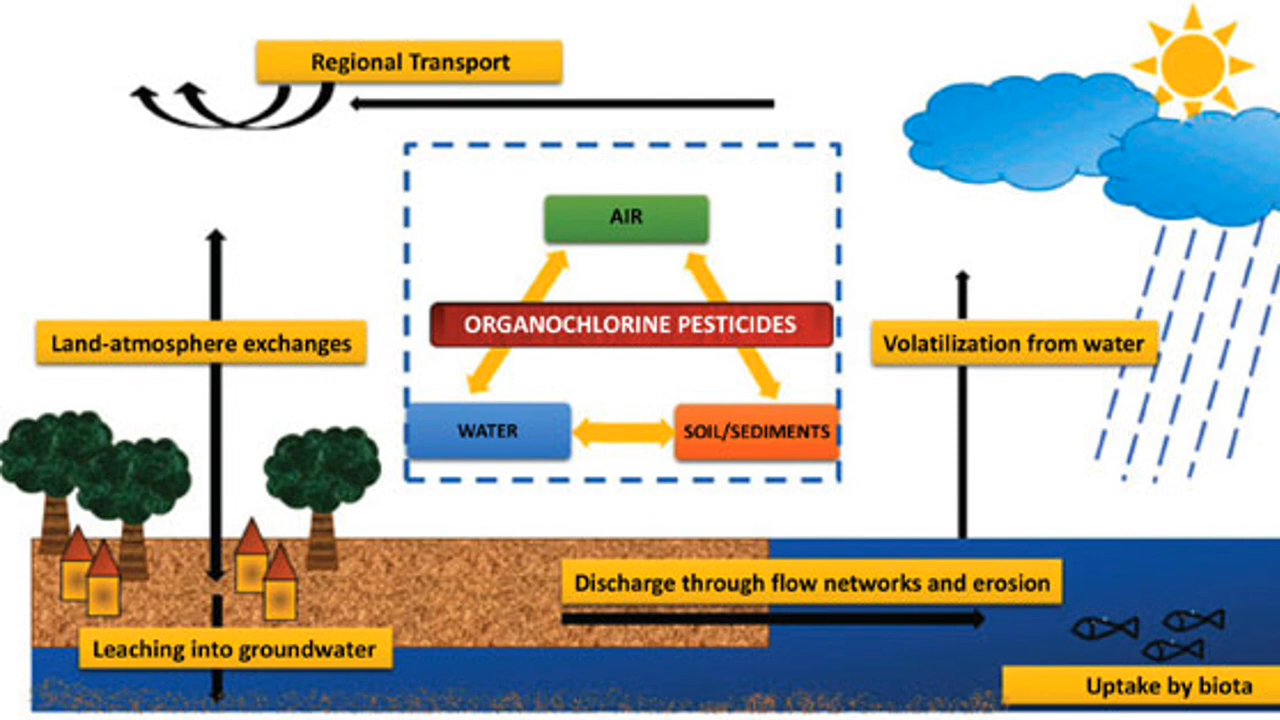 Regional Transport
AIR
ORGANOCHLORINE PESTICIDES
Land-atmosphere exchanges
Volatilization from water
WATER
SOIL/SEDIMENTS
Discharge through flow networks and erosion
Leaching into groundwater
Uptake by biota